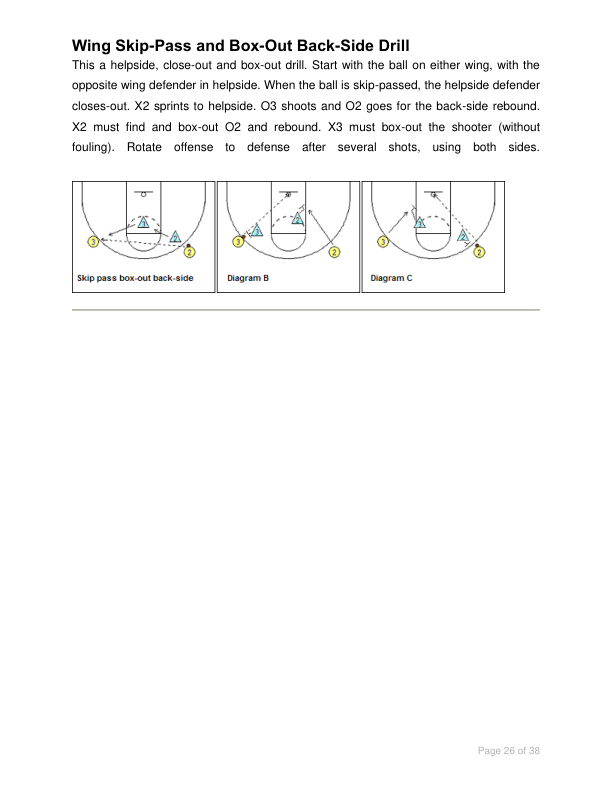 Wing Skip-Pass and Box-Out Back-Side Drill
This a helpside, close-out and box-out drill. Start with the ball on either wing, with the
opposite wing defender in helpside. When the ball is skip-passed, the helpside defender
closes-out. X2 sprints to helpside. O3 shoots and O2 goes for the back-side rebound.
X2 must find and box-out O2 and rebound. X3 must box-out the shooter (without
fouling). Rotate offense to defense after several shots, using both sides.
3 3 2 2
Skip pass box-out back-side
3 3 2 2
Diagram B
3 3 2 2
Diagram C
Page 26 of 38